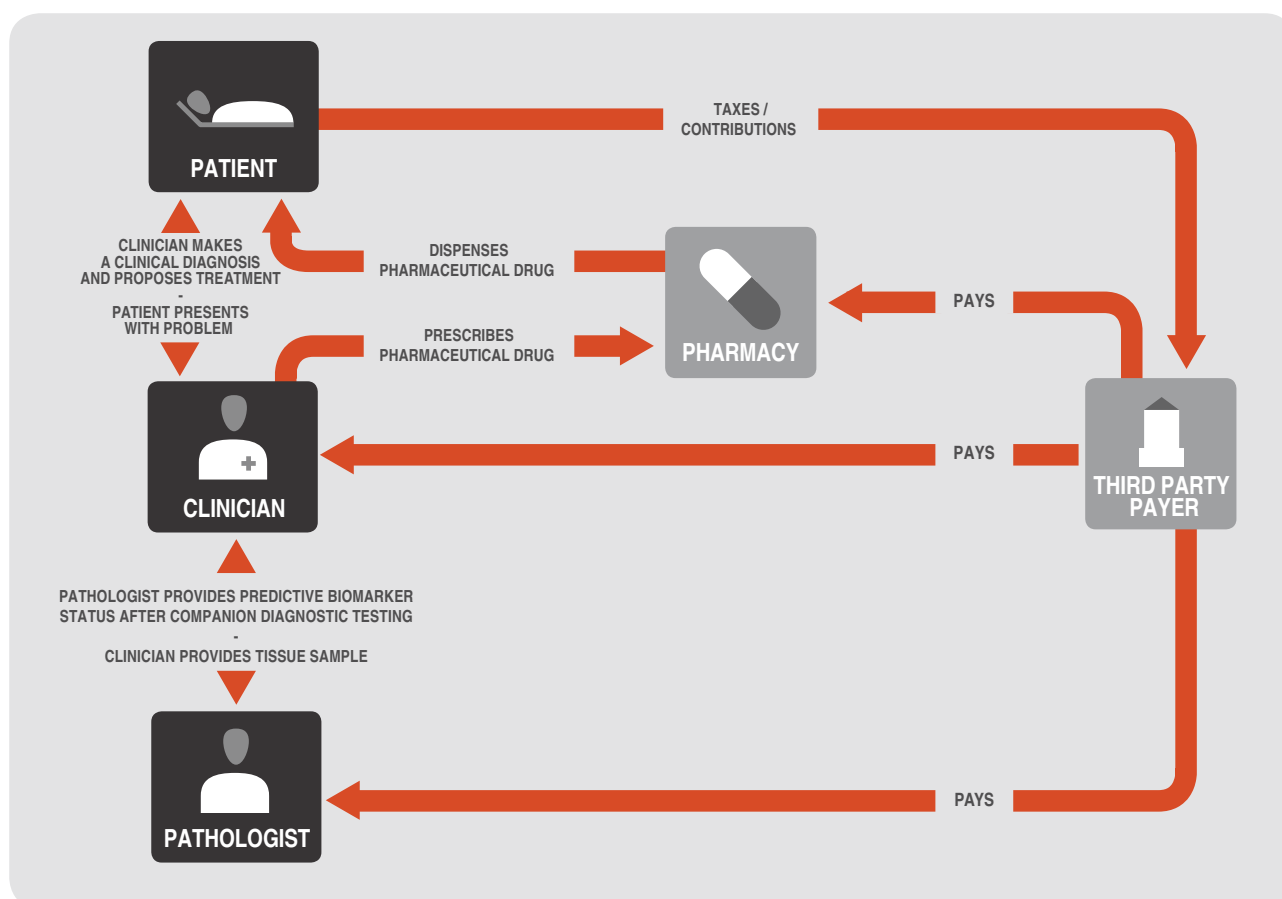 PATIENT
TAXES /
CONTRIBUTIONS
CLINICIAN MAKES
A CLINICAL DIAGNOSIS
AND PROPOSES TREATMENT
-
PATIENT PRESENTS
WITH PROBLEM
DISPENSES
PHARMACEUTICAL DRUG
PRESCRIBES
PHARMACEUTICAL DRUG
PHARMACY
PAYS
CLINICIAN
PAYS
THIRD PARTY
PAYER
PATHOLOGIST PROVIDES PREDICTIVE BIOMARKER
STATUS AFTER COMPANION DIAGNOSTIC TESTING
-
CLINICIAN PROVIDES TISSUE SAMPLE
PATHOLOGIST
PAYS